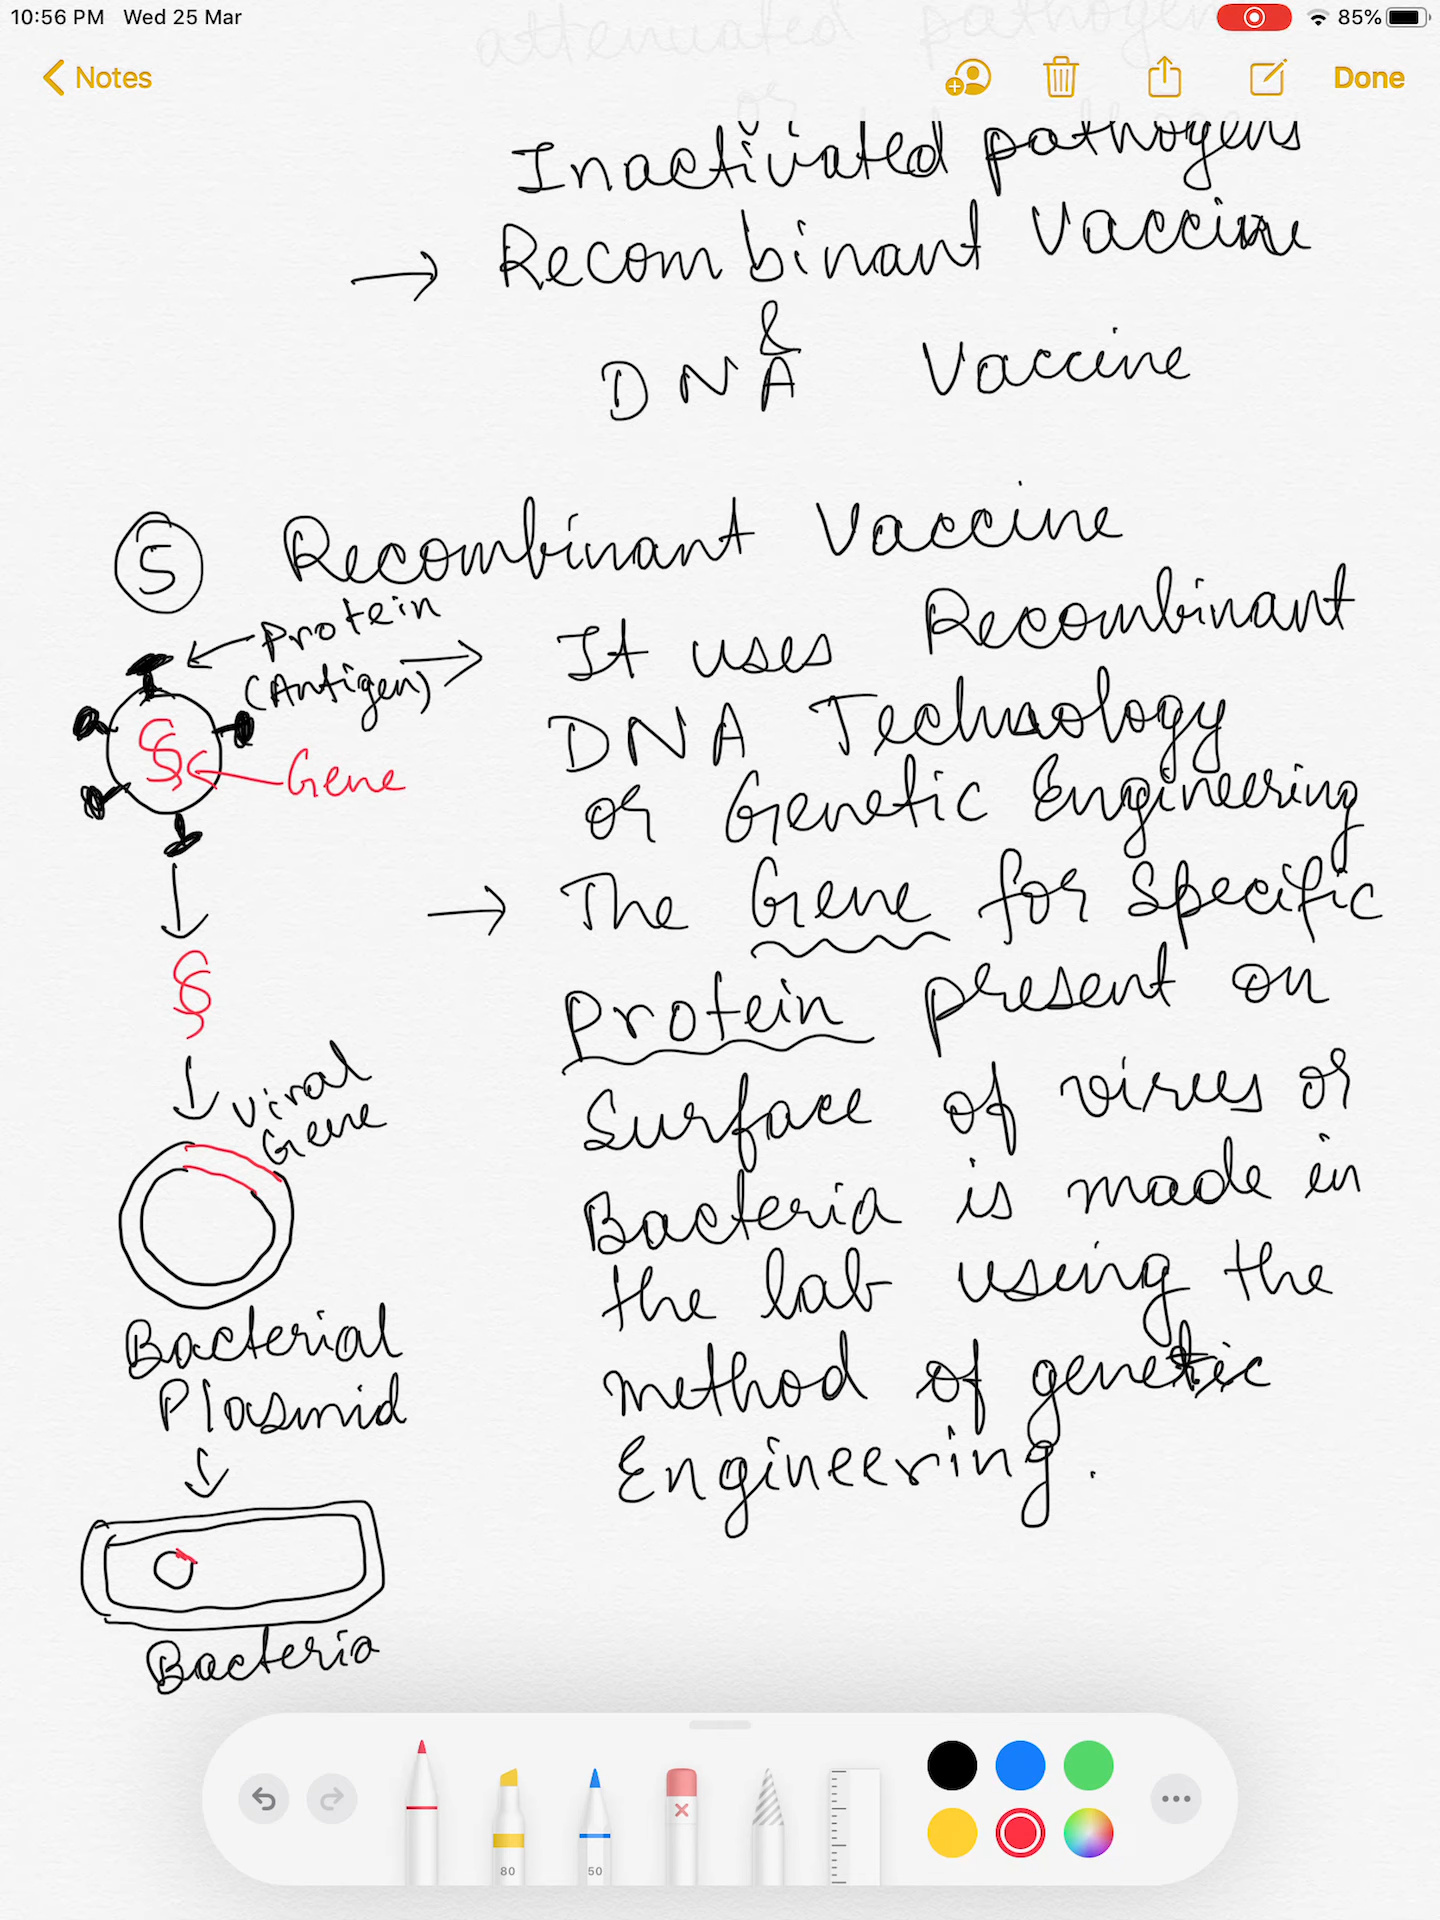 10:56 PM Wed 25 Mar
85%
attenuated pathogen
or
Notes
Done
Inactivated pathogens
→ Recombinant Vaccine
&
DNA Vaccine
5 Recombinant Vaccine
Protein
(Antigen)
Gene
→ It uses Recombinant
DNA Technology
or Genetic Engineering
→ The Gene for Specific
Protein present on
Surface of virus or
Bacteria is made in
the lab using the
method of genetic
Engineering.
Viral
Gene
Bacterial
Plasmid
Bacteria
80
50